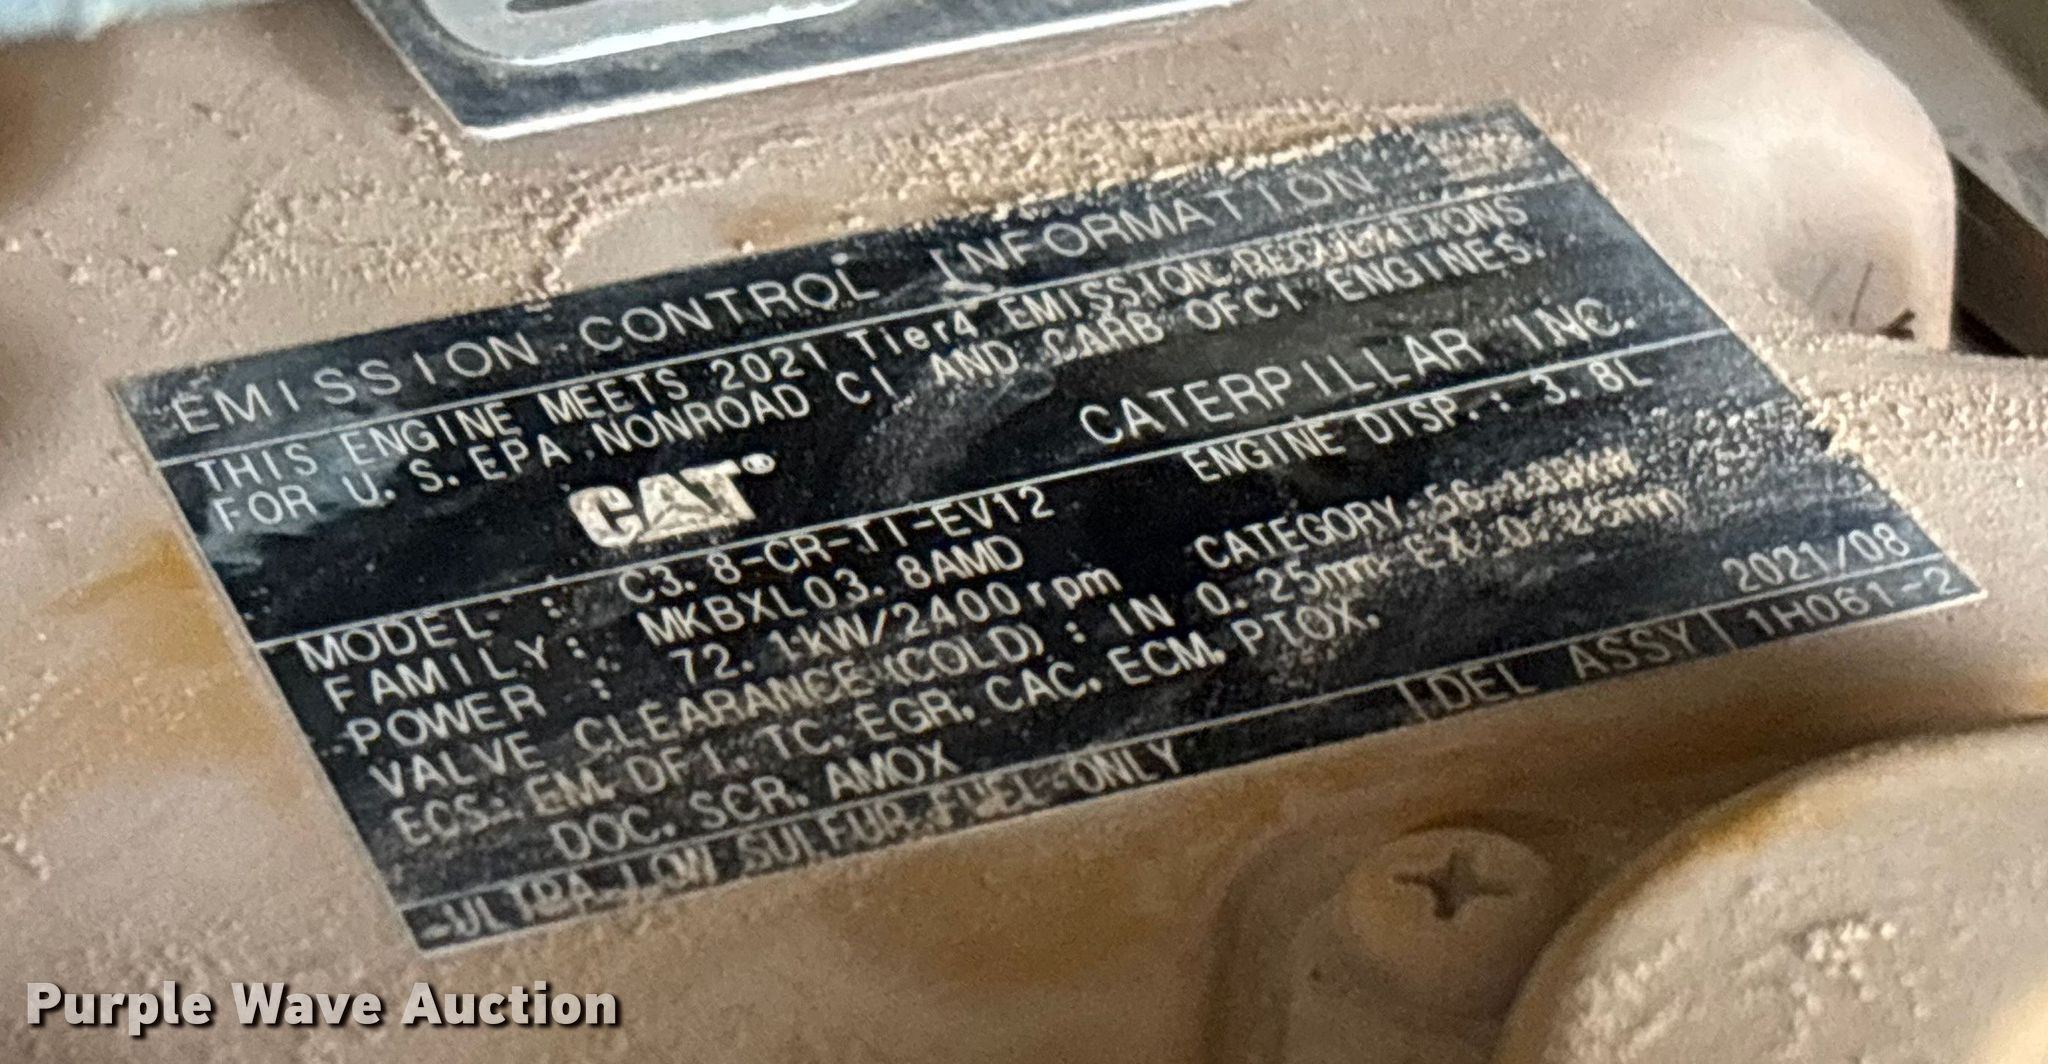 EMISSION CONTROL INFORMATION
THIS ENGINE MEETS 2021 Tier4 EMISSION REGULATIONS
FOR U.S. EPA NONROAD CI AND CARB OFCI ENGINES.
CAT® CATERPILLAR INC.
MODEL : C3.8-CR-TI-EV12 ENGINE DISP.: 3.8L
FAMILY: MKBXL03.8AMD CATEGORY
POWER : 72.1kW/2400rpm
VALVE CLEARANCE(COLD): IN 0.25mm EX 0.25mm
ECS: EM, DFI, TC, EGR, CAC, ECM, PTOX,
DOC, SCR, AMOX 2021/08
ULTRA LOW SULFUR FUEL ONLY DEL ASSY 1H061-2
Purple Wave Auction